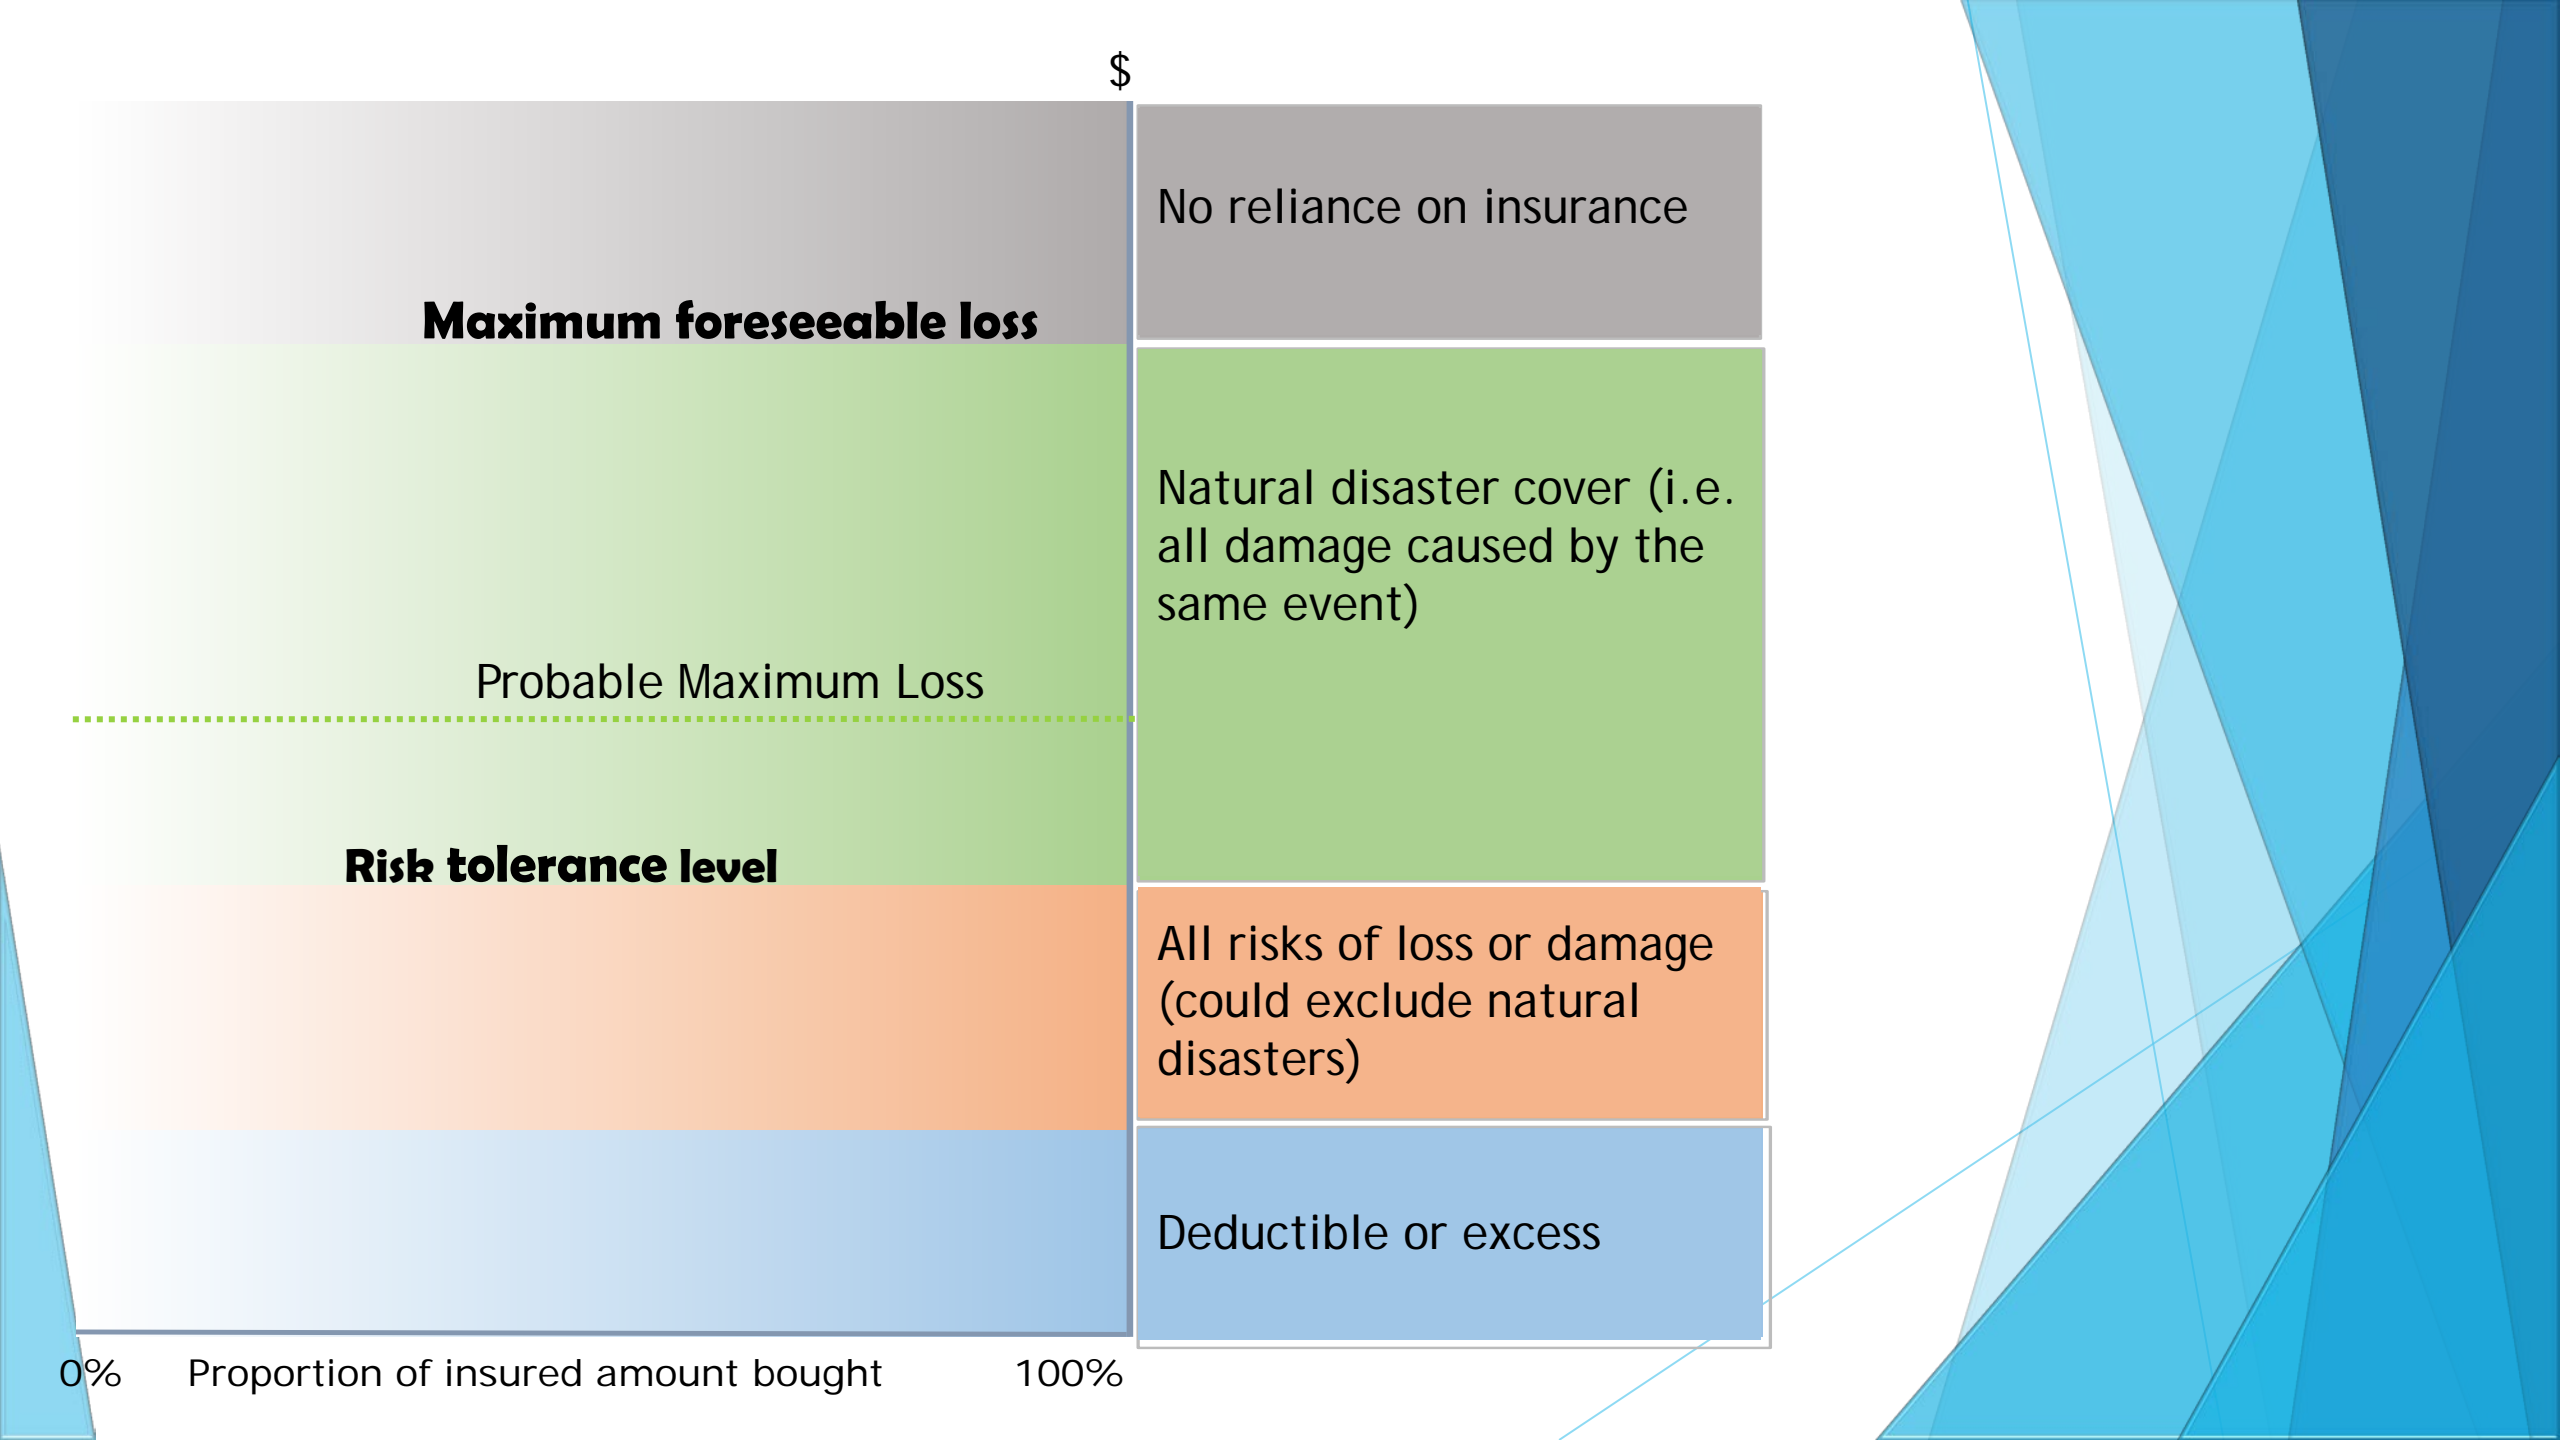 $
No reliance on insurance
Maximum foreseeable loss
Natural disaster cover (i.e.
all damage caused by the
same event)
Probable Maximum Loss
Risk tolerance level
All risks of loss or damage
(could exclude natural
disasters)
Deductible or excess
0% Proportion of insured amount bought 100%